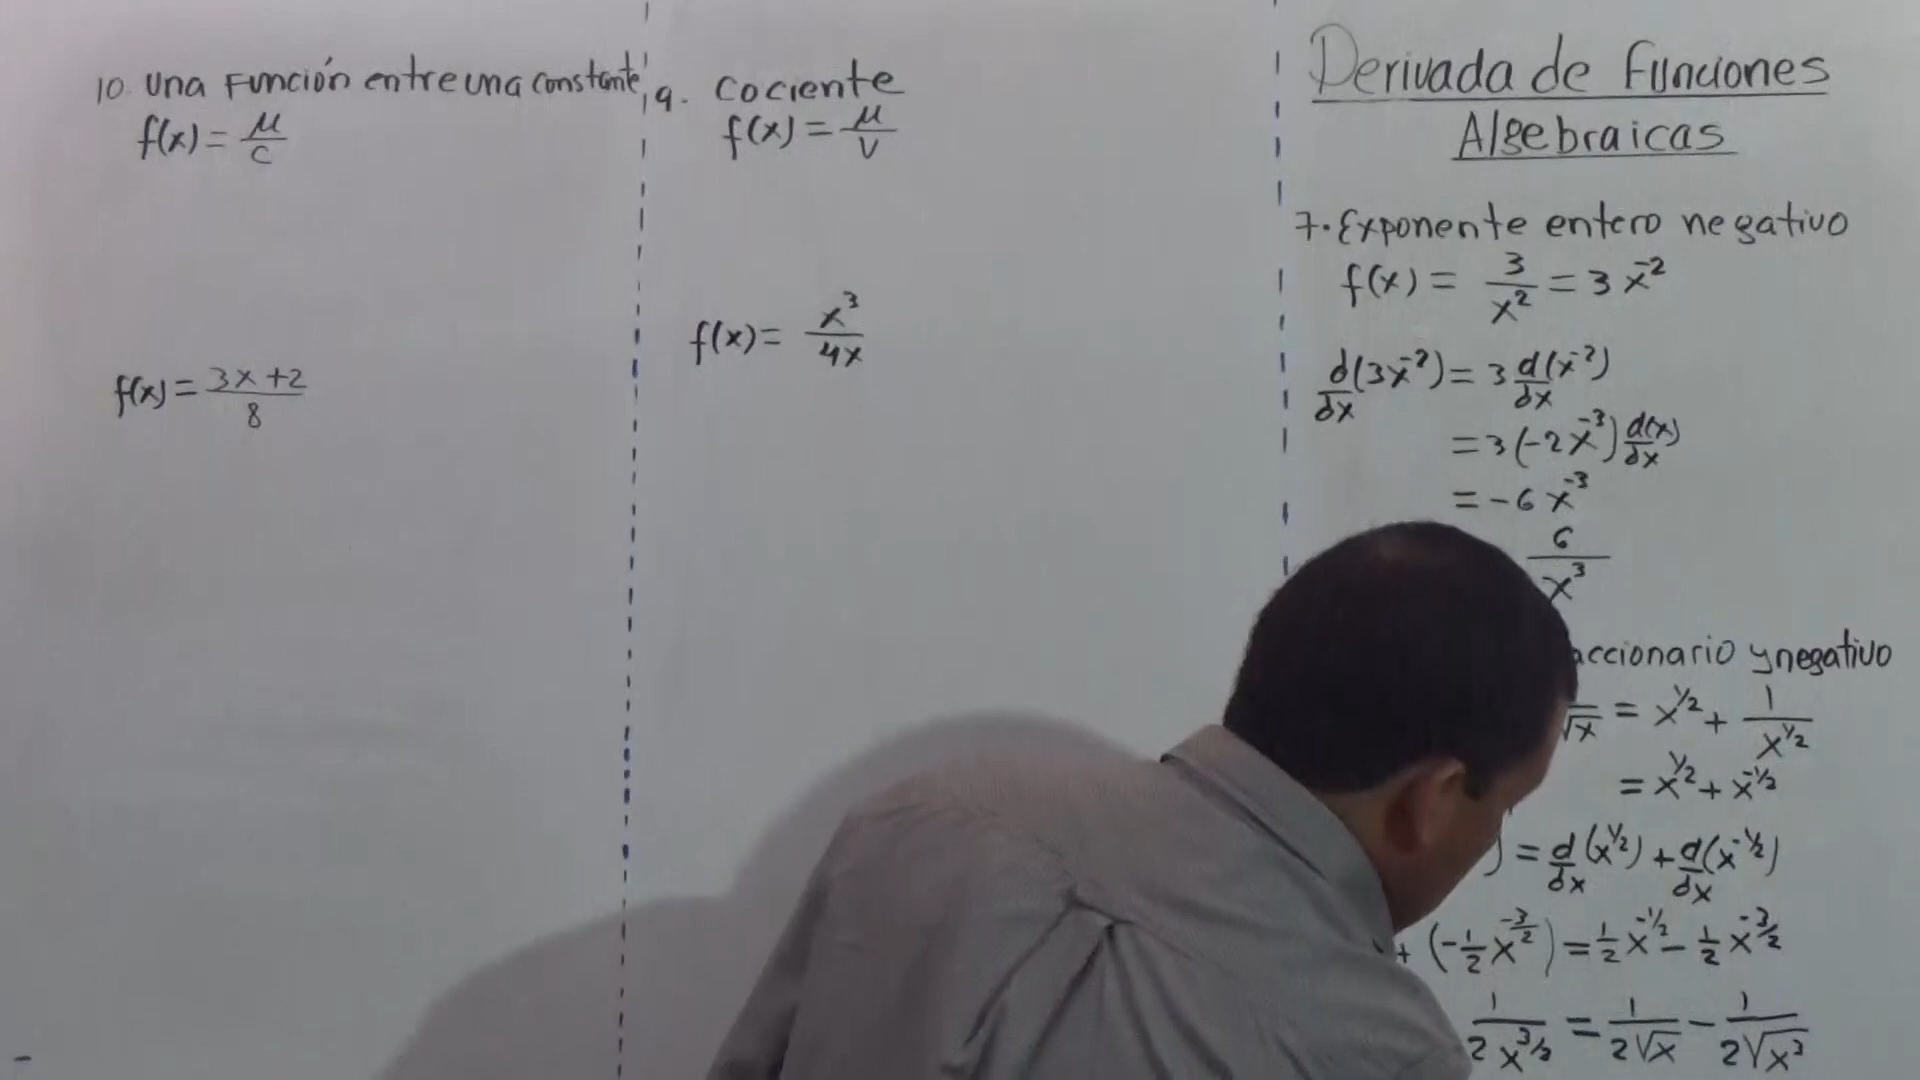 10. Una Función entre una constante
f(x) = μ/c
f(x) = 3x+2/8
9. Cociente
f(x) = μ/v
f(x) = x³/4x
Derivada de Funciones
Algebraicas
7. Exponente entero negativo
f(x) = 3/x² = 3x⁻²
d/dx(3x⁻²) = 3 d(x⁻²)/dx
= 3(-2x⁻³) d(x)/dx
= -6x⁻³
6/x³
accionario y negativo
√x = x^½ + 1/x^½
= x^½ + x^-½
) = d/dx(x^½) + d/dx(x^-½)
+ (-½x^-3/2) = ½x^-½ - ½x^-3/2
1/2x^3/2 = 1/2√x - 1/2√x³